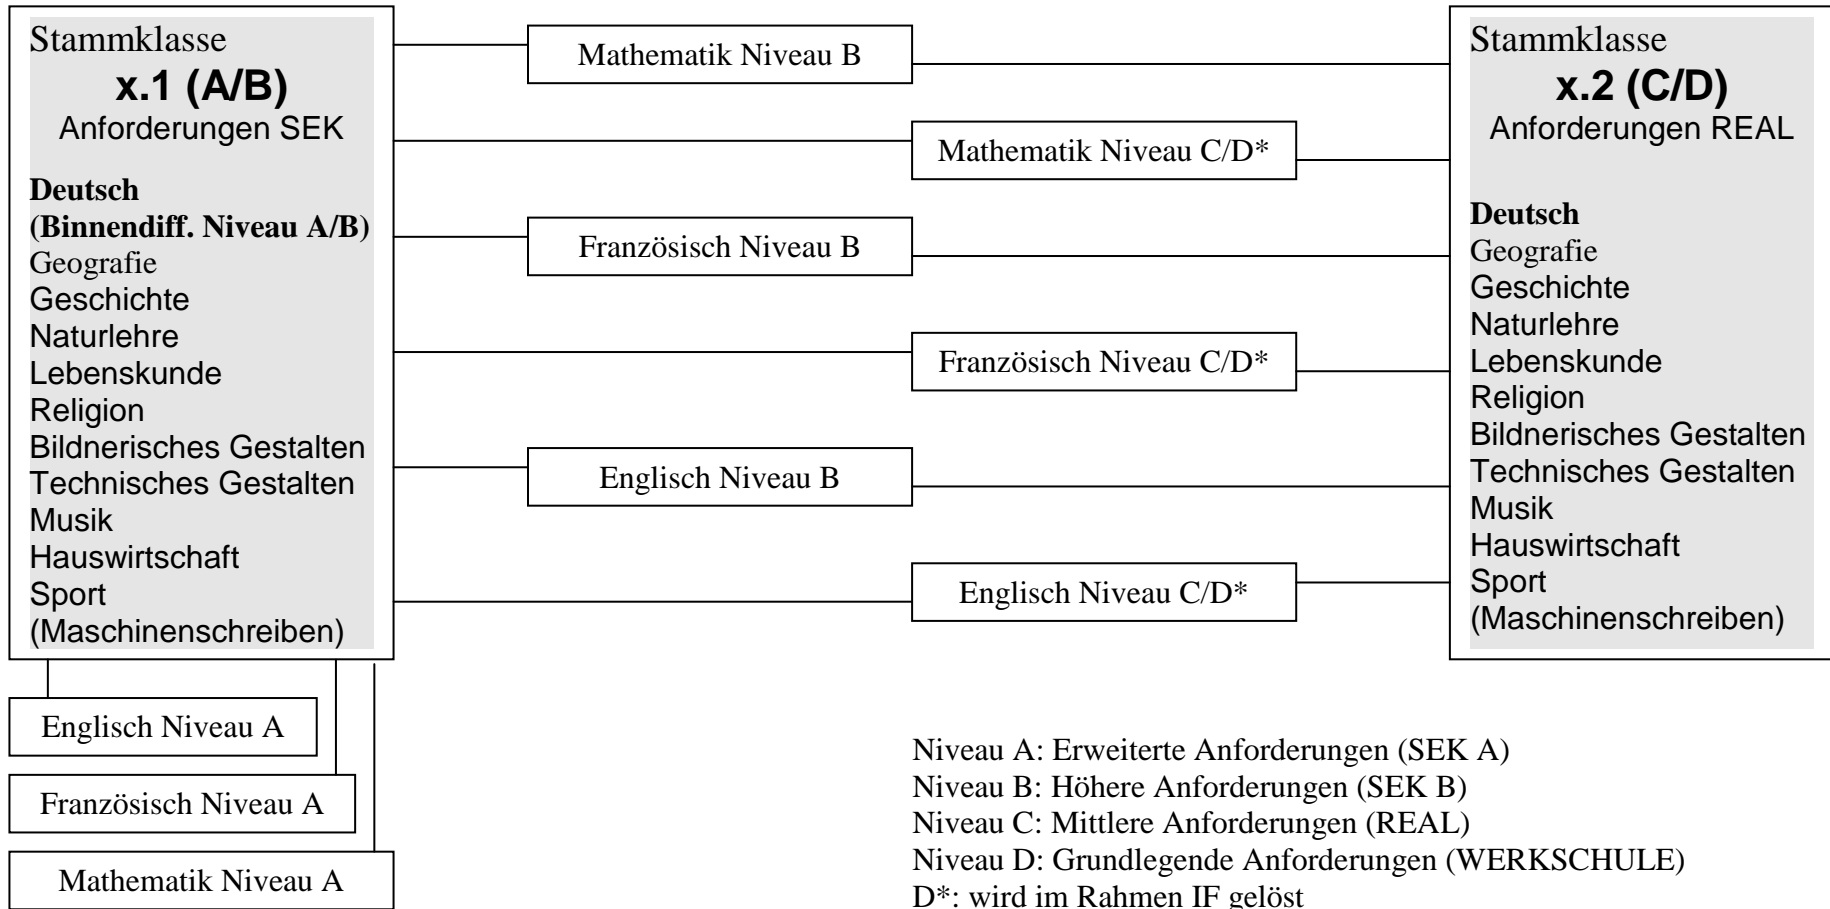 Stammklasse
x.1 (A/B)
Anforderungen SEK
Deutsch
(Binnendiff. Niveau A/B)
Geografie
Geschichte
Naturlehre
Lebenskunde
Religion
Bildnerisches Gestalten
Technisches Gestalten
Musik
Hauswirtschaft
Sport
(Maschinenschreiben)
Mathematik Niveau B
Mathematik Niveau C/D*
Französisch Niveau B
Französisch Niveau C/D*
Englisch Niveau B
Englisch Niveau C/D*
Stammklasse
x.2 (C/D)
Anforderungen REAL
Deutsch
Geografie
Geschichte
Naturlehre
Lebenskunde
Religion
Bildnerisches Gestalten
Technisches Gestalten
Musik
Hauswirtschaft
Sport
(Maschinenschreiben)
Englisch Niveau A
Französisch Niveau A
Mathematik Niveau A
Niveau A: Erweiterte Anforderungen (SEK A)
Niveau B: Höhere Anforderungen (SEK B)
Niveau C: Mittlere Anforderungen (REAL)
Niveau D: Grundlegende Anforderungen (WERKSCHULE)
D*: wird im Rahmen IF gelöst